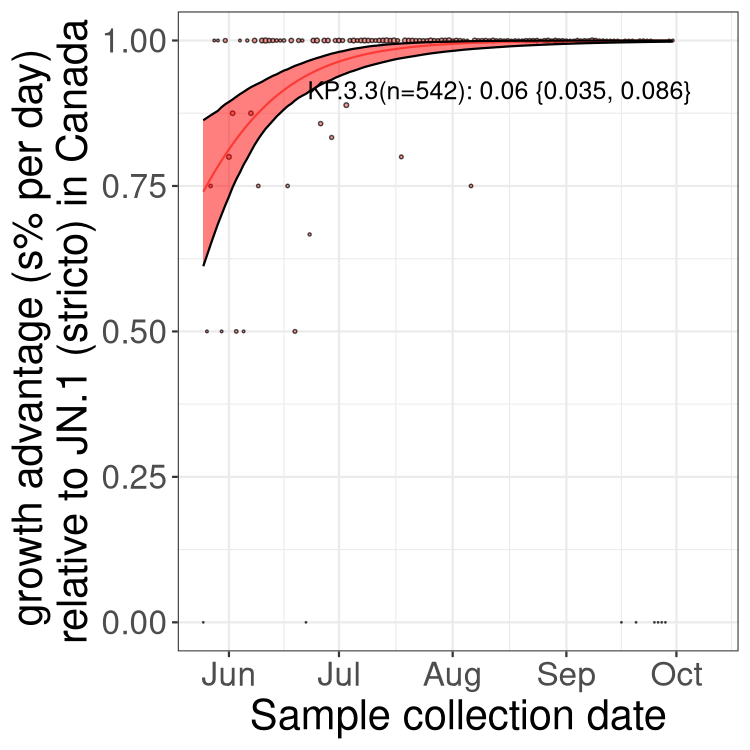 growth advantage (s% per day)
relative to JN.1 (stricto) in Canada
1.00
0.75
0.50
0.25
0.00
KP.3.3(n=542): 0.06 {0.035, 0.086}
Jun Jul Aug Sep Oct
Sample collection date